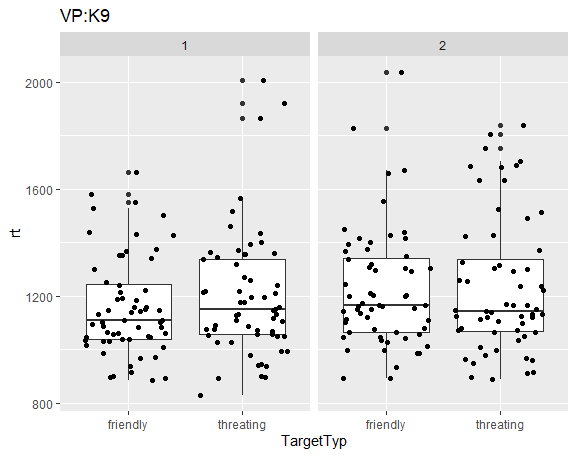 VP:K9
1 2
rt
2000
1600
1200
800
friendly threating friendly threating
TargetTyp